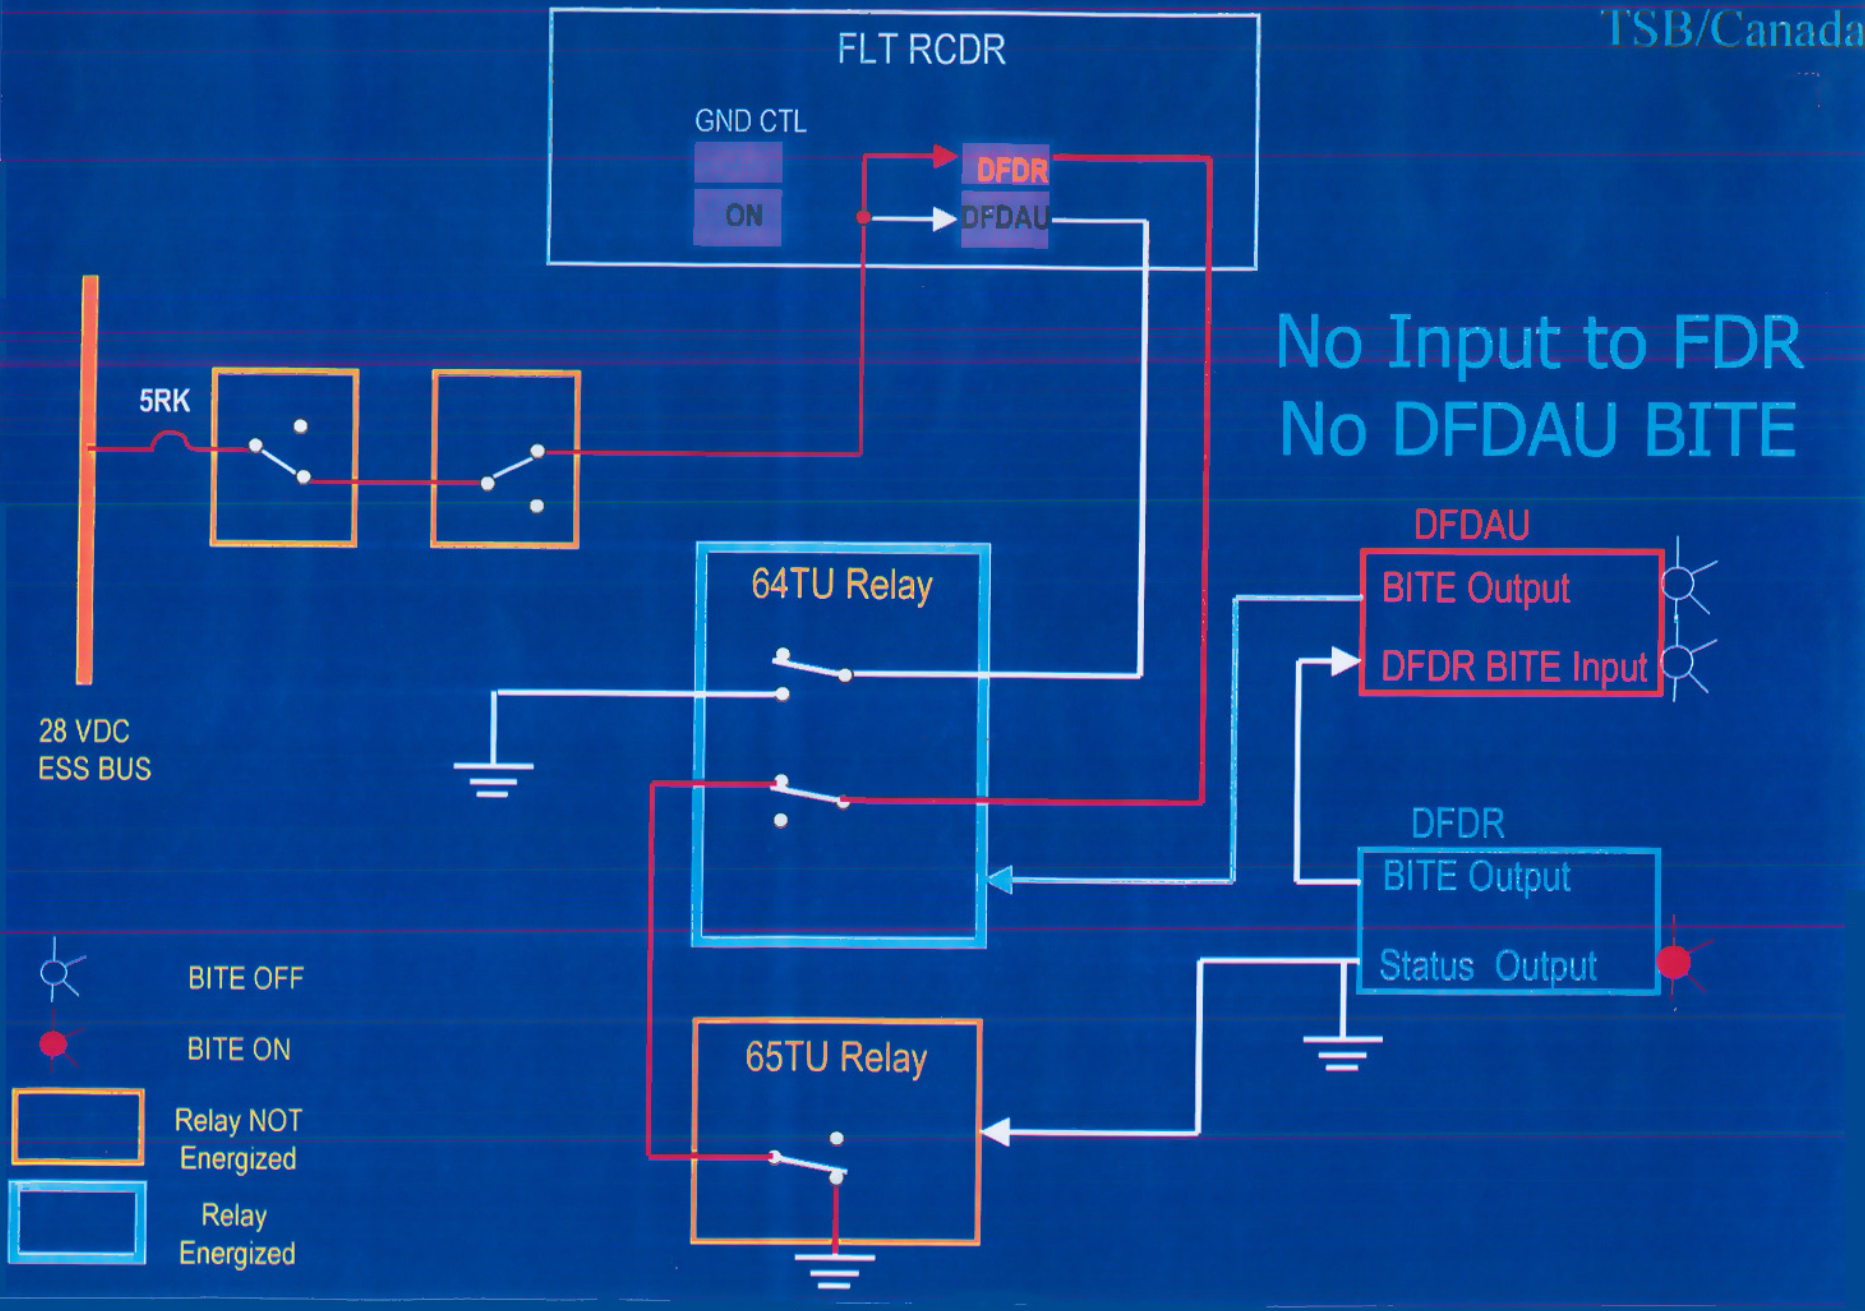 TSB/Canada
FLT RCDR
GND CTL
DFDR
ON
DFDAU
No Input to FDR
No DFDAU BITE
5RK
28 VDC
ESS BUS
64TU Relay
DFDAU
BITE Output
DFDR BITE Input
DFDR
BITE Output
Status Output
65TU Relay
BITE OFF
BITE ON
Relay NOT
Energized
Relay
Energized